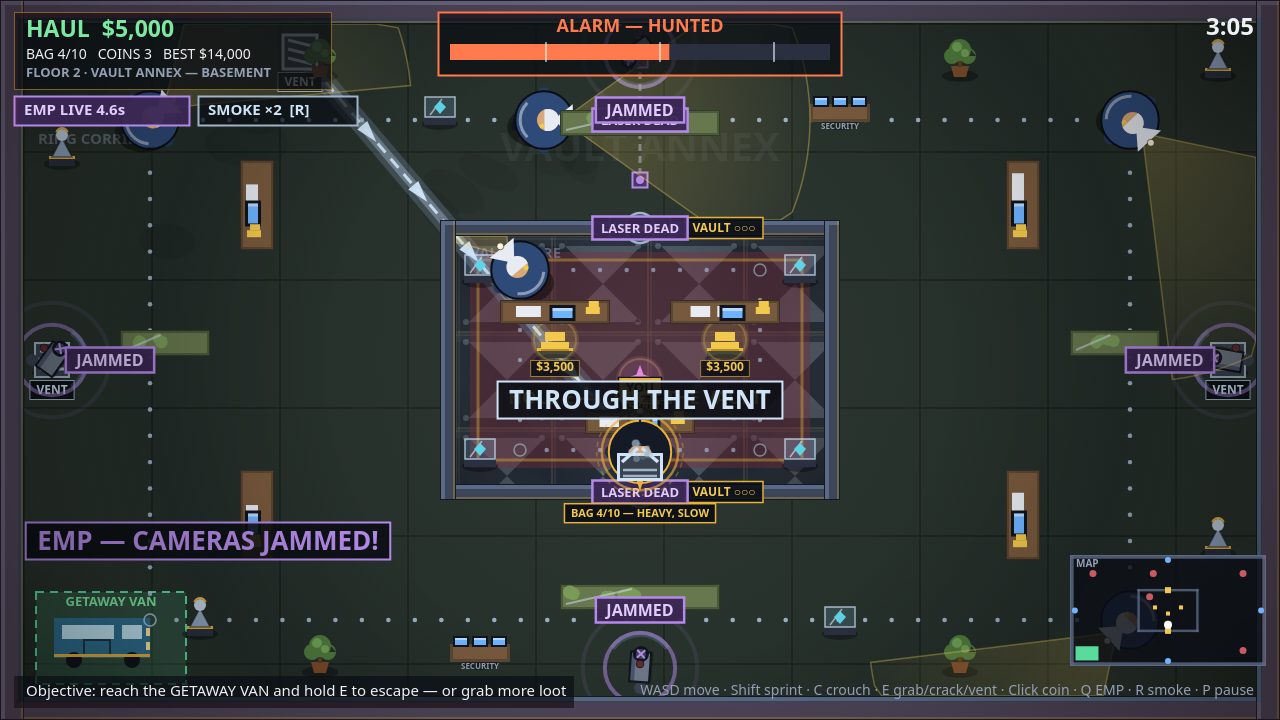 HAUL $5,000
BAG 4/10 COINS 3 BEST $14,000
FLOOR 2 · VAULT ANNEX — BASEMENT
EMP LIVE 4.6s
SMOKE ×2 [R]
ALARM — HUNTED
3:05
VENT
JAMMED
SECURITY
VAULT ANNEX
LASER DEAD
VAULT ○○○
$3,500
$3,500
JAMMED
VENT
JAMMED
VENT
THROUGH THE VENT
LASER DEAD
VAULT ○○○
BAG 4/10 — HEAVY, SLOW
EMP — CAMERAS JAMMED!
MAP
GETAWAY VAN
JAMMED
SECURITY
Objective: reach the GETAWAY VAN and hold E to escape — or grab more loot
WASD move · Shift sprint · C crouch · E grab/crack/vent · Click coin · Q EMP · R smoke · P pause